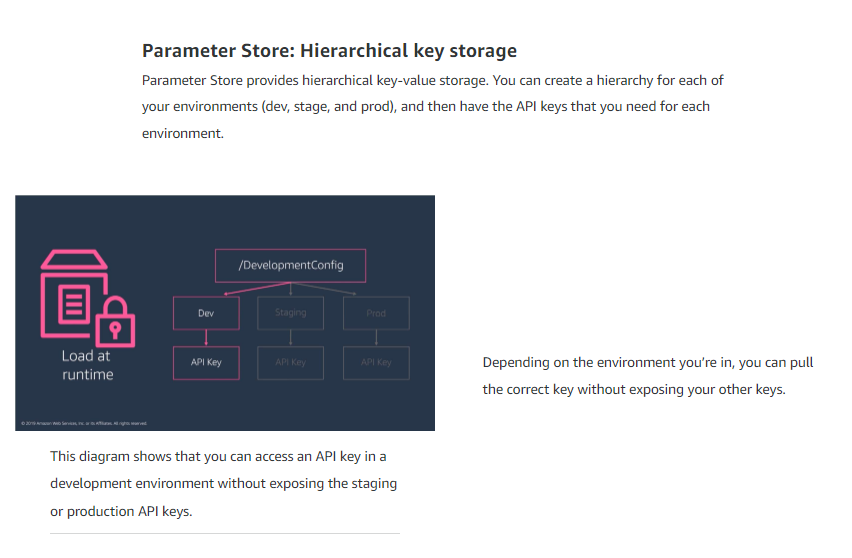 Parameter Store: Hierarchical key storage
Parameter Store provides hierarchical key-value storage. You can create a hierarchy for each of
your environments (dev, stage, and prod), and then have the API keys that you need for each
environment.
/DevelopmentConfig
Dev
Staging
Prod
API Key
API Key
API Key
Load at
runtime
© 2019 Amazon Web Services, Inc. or its Affiliates. All rights reserved.
Depending on the environment you’re in, you can pull
the correct key without exposing your other keys.
This diagram shows that you can access an API key in a
development environment without exposing the staging
or production API keys.